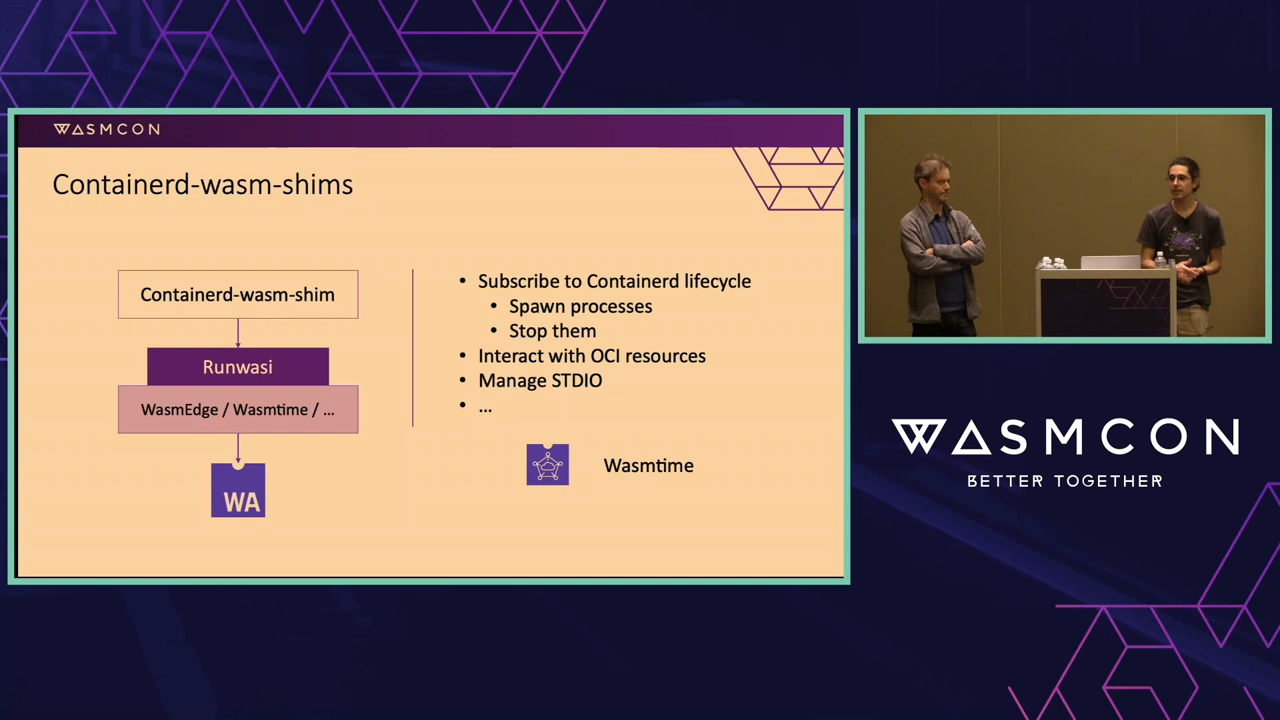 WASMCON
Containerd-wasm-shims
Containerd-wasm-shim
Runwasi
WasmEdge / Wasmtime / ...
WA
• Subscribe to Containerd lifecycle
• Spawn processes
• Stop them
• Interact with OCI resources
• Manage STDIO
• ...
Wasmtime
WASMCON
BETTER TOGETHER